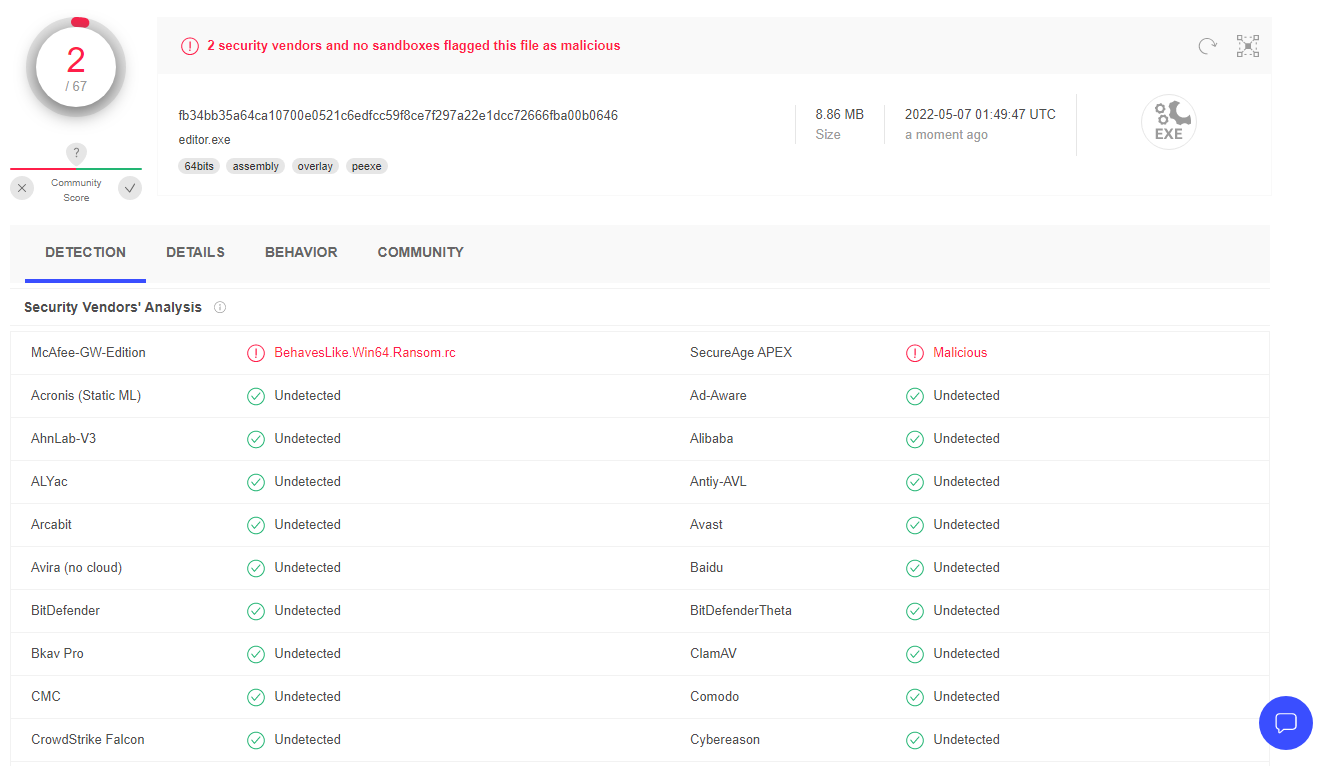 2
/ 67
?
Community
Score
2 security vendors and no sandboxes flagged this file as malicious
fb34bb35a64ca10700e0521c6edfcc59f8ce7f297a22e1dcc72666fba00b0646
editor.exe
64bits assembly overlay peexe
8.86 MB
Size
2022-05-07 01:49:47 UTC
a moment ago
EXE
DETECTION DETAILS BEHAVIOR COMMUNITY
Security Vendors' Analysis
McAfee-GW-Edition BehavesLike.Win64.Ransom.rc SecureAge APEX Malicious
Acronis (Static ML) Undetected Ad-Aware Undetected
AhnLab-V3 Undetected Alibaba Undetected
ALYac Undetected Antiy-AVL Undetected
Arcabit Undetected Avast Undetected
Avira (no cloud) Undetected Baidu Undetected
BitDefender Undetected BitDefenderTheta Undetected
Bkav Pro Undetected ClamAV Undetected
CMC Undetected Comodo Undetected
CrowdStrike Falcon Undetected Cybereason Undetected